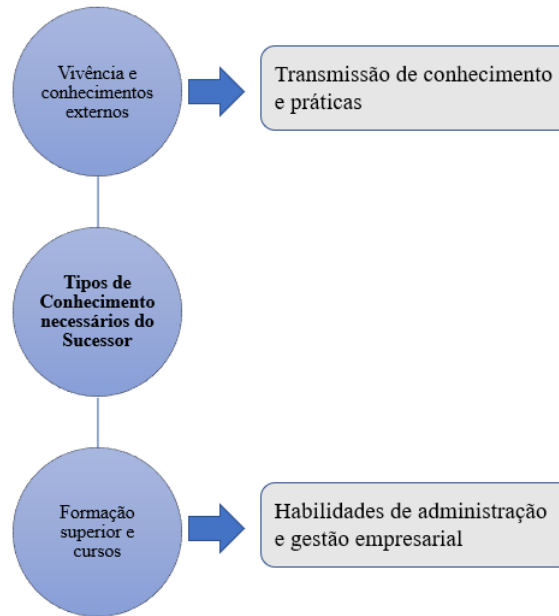 Vivência e
conhecimentos
externos
Transmissão de conhecimento
e práticas
Tipos de
Conhecimento
necessários do
Sucessor
Formação
superior e
cursos
Habilidades de administração
e gestão empresarial